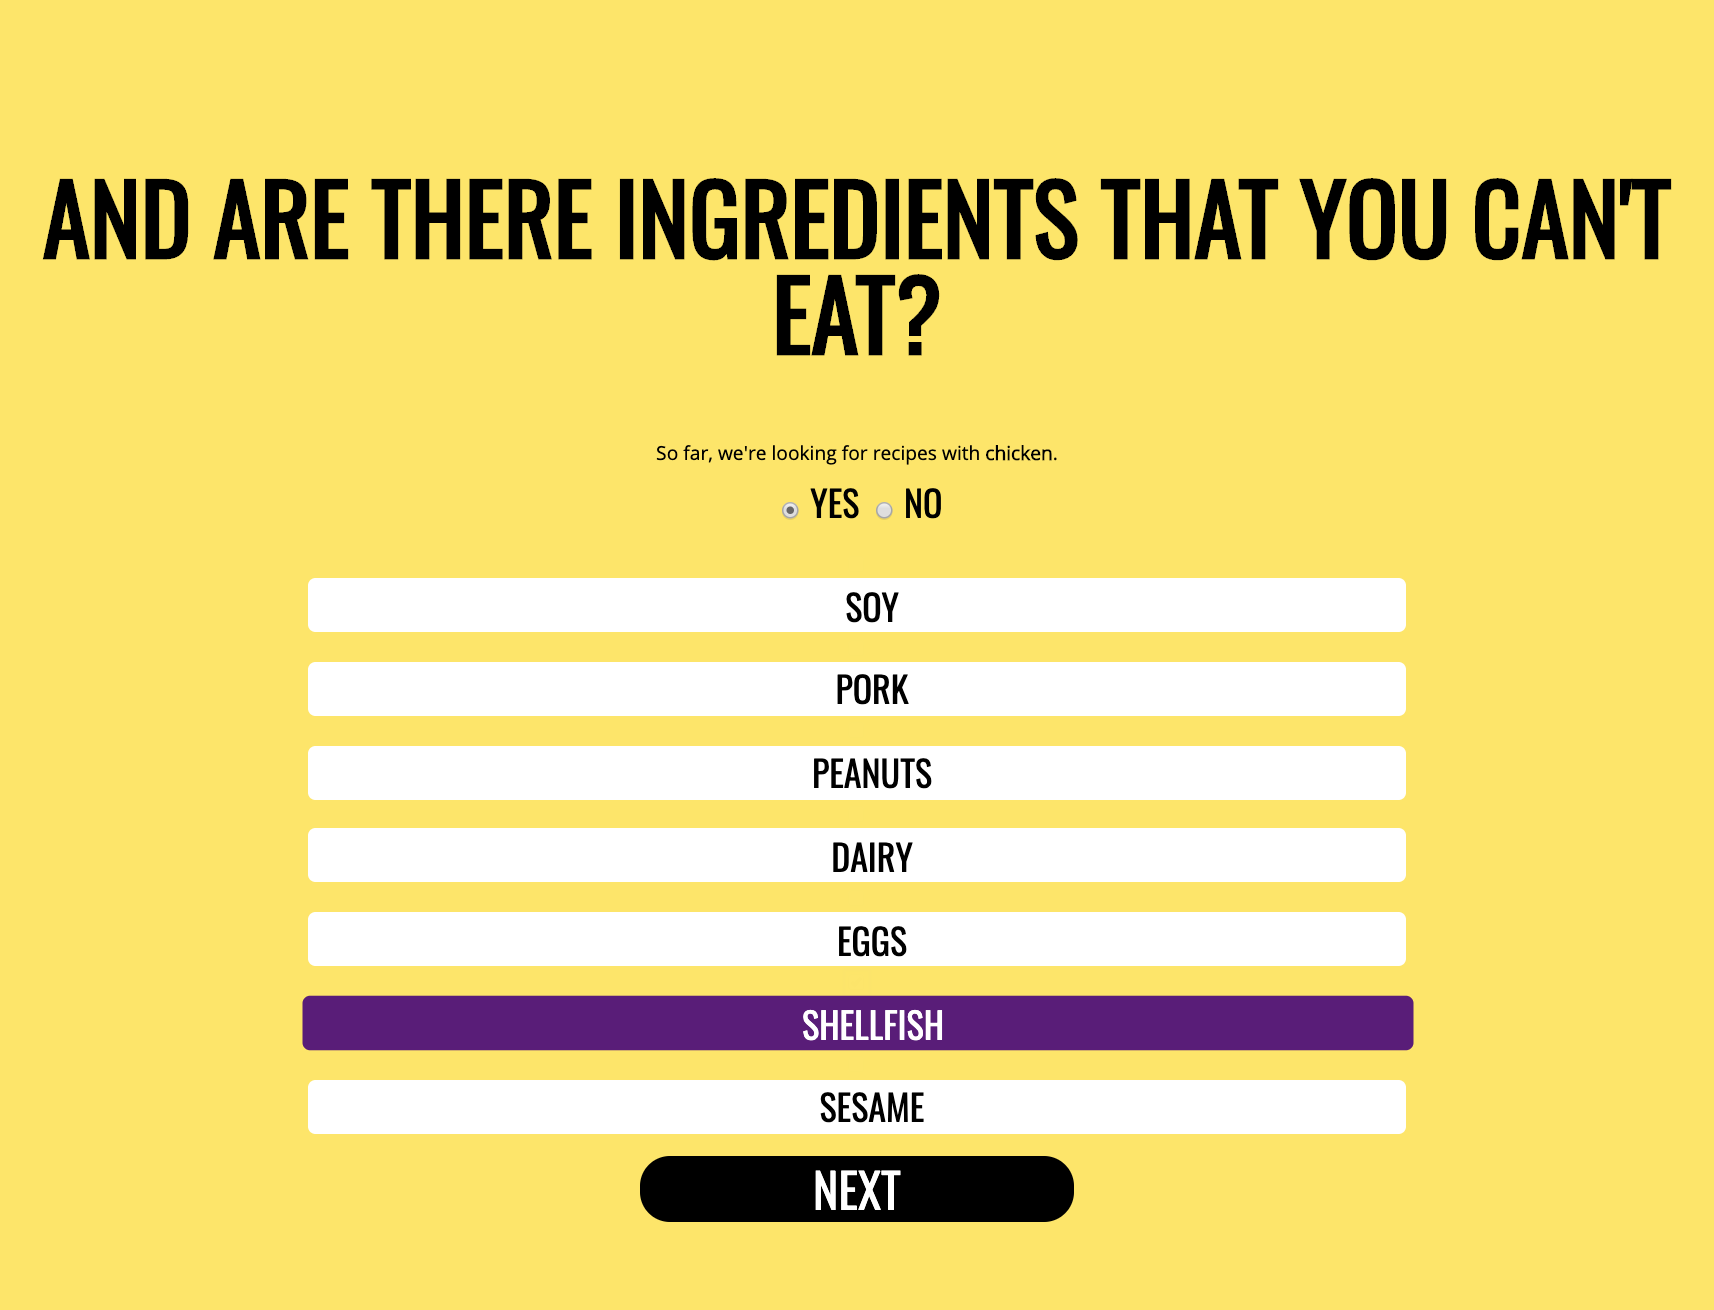 AND ARE THERE INGREDIENTS THAT YOU CAN'T
EAT?
So far, we're looking for recipes with chicken.
YES NO
SOY
PORK
PEANUTS
DAIRY
EGGS
SHELLFISH
SESAME
NEXT